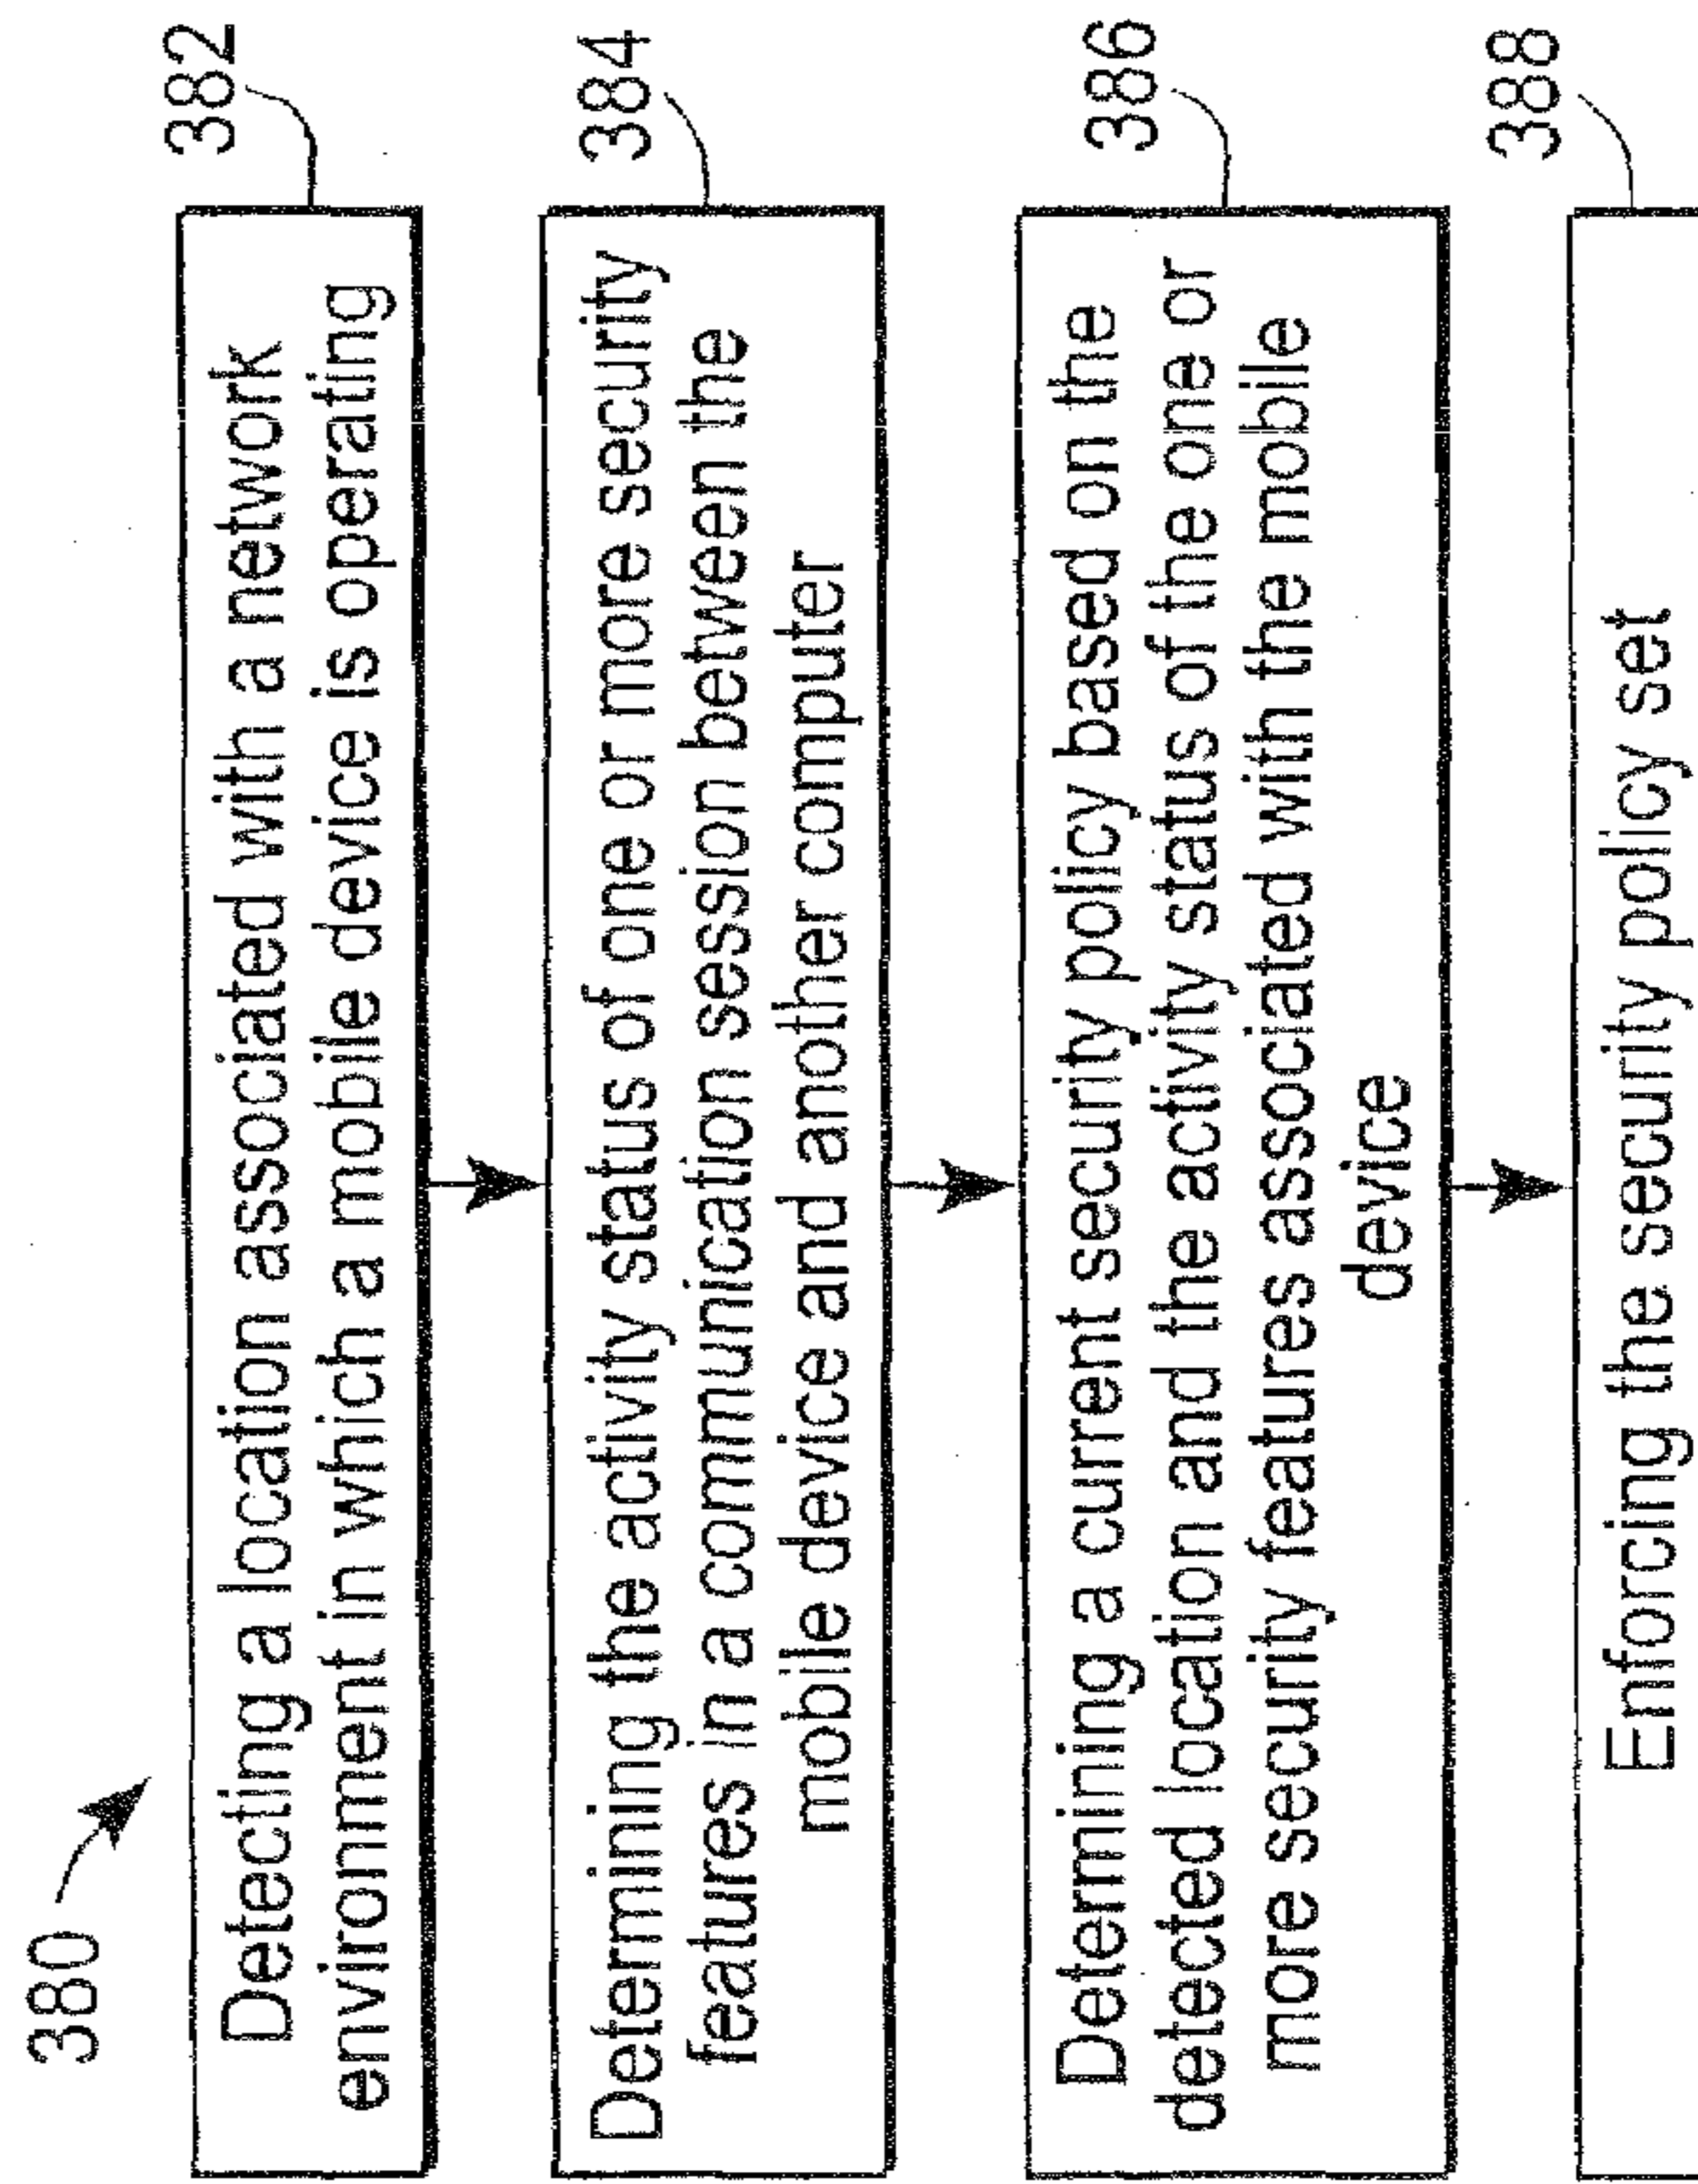 380
382
Detecting a location associated with a network
environment in which a mobile device is operating
384
Determining the activity status of one or more security
features in a communication session between the
mobile device and another computer
386
Determining a current security policy based on the
detected location and the activity status of the one or
more security features associated with the mobile
device
388
Enforcing the security policy set